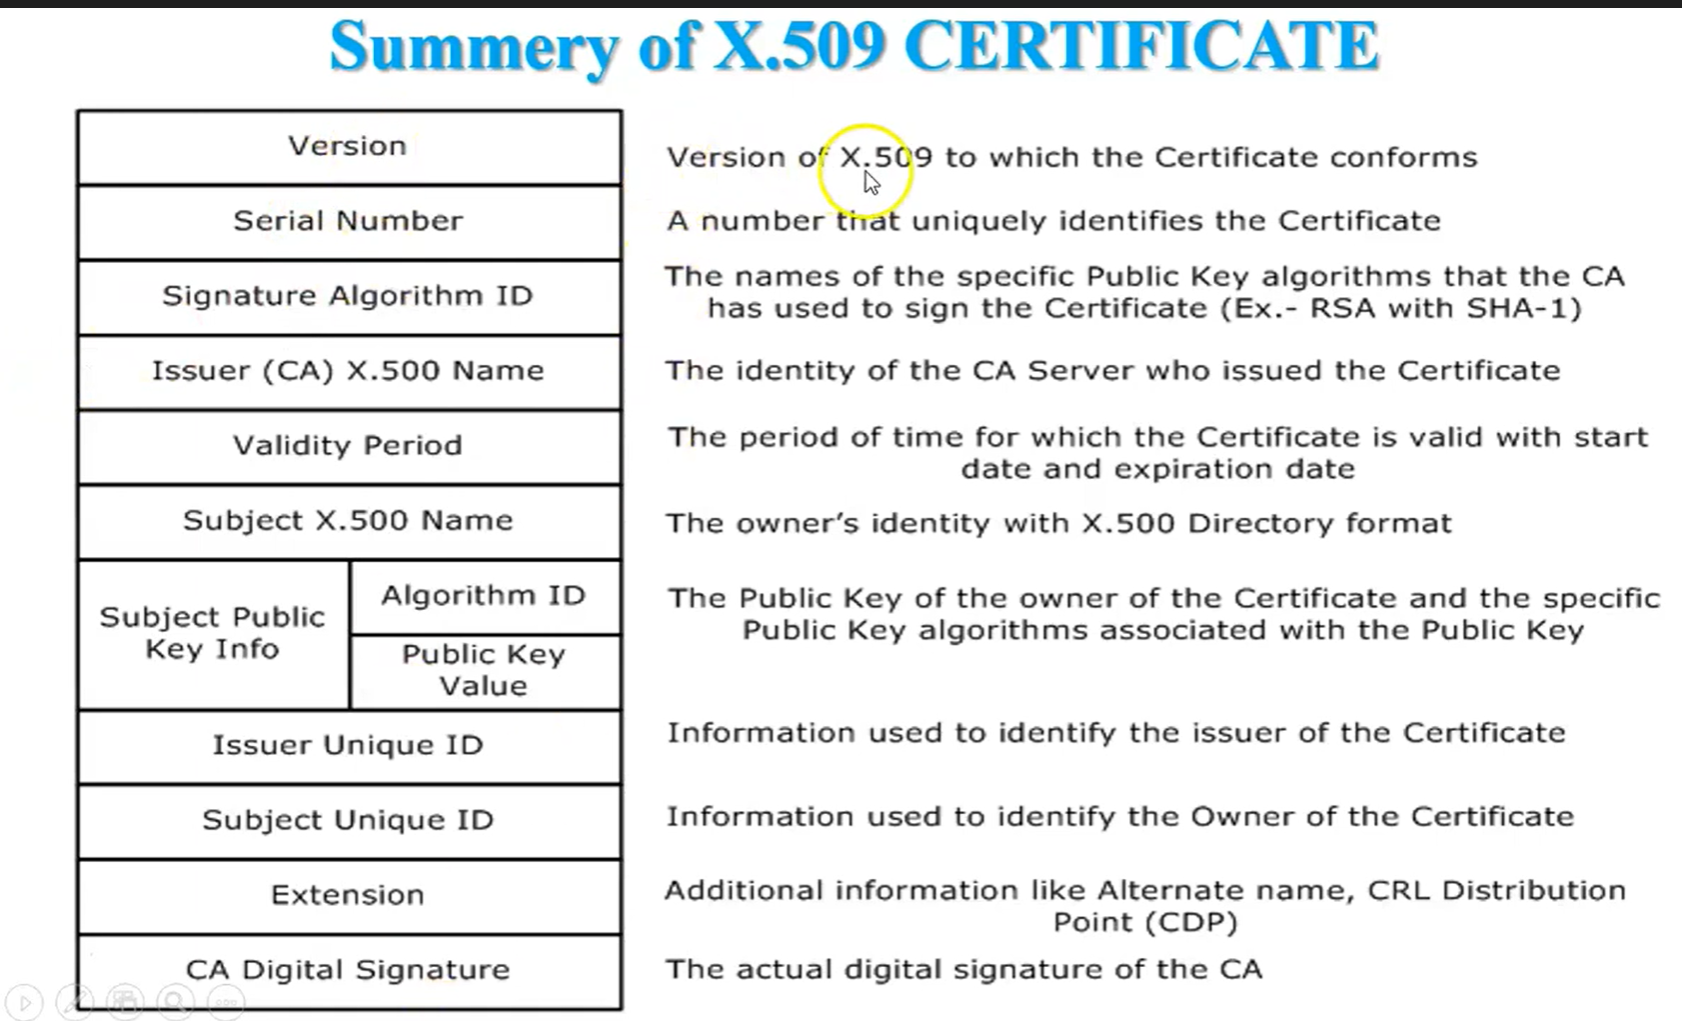 Summery of X.509 CERTIFICATE
Version
Version of X.509 to which the Certificate conforms
Serial Number
A number that uniquely identifies the Certificate
Signature Algorithm ID
The names of the specific Public Key algorithms that the CA
has used to sign the Certificate (Ex.- RSA with SHA-1)
Issuer (CA) X.500 Name
The identity of the CA Server who issued the Certificate
Validity Period
The period of time for which the Certificate is valid with start
date and expiration date
Subject X.500 Name
The owner’s identity with X.500 Directory format
Subject Public
Key Info
Algorithm ID
Public Key
Value
The Public Key of the owner of the Certificate and the specific
Public Key algorithms associated with the Public Key
Issuer Unique ID
Information used to identify the issuer of the Certificate
Subject Unique ID
Information used to identify the Owner of the Certificate
Extension
Additional information like Alternate name, CRL Distribution
Point (CDP)
CA Digital Signature
The actual digital signature of the CA